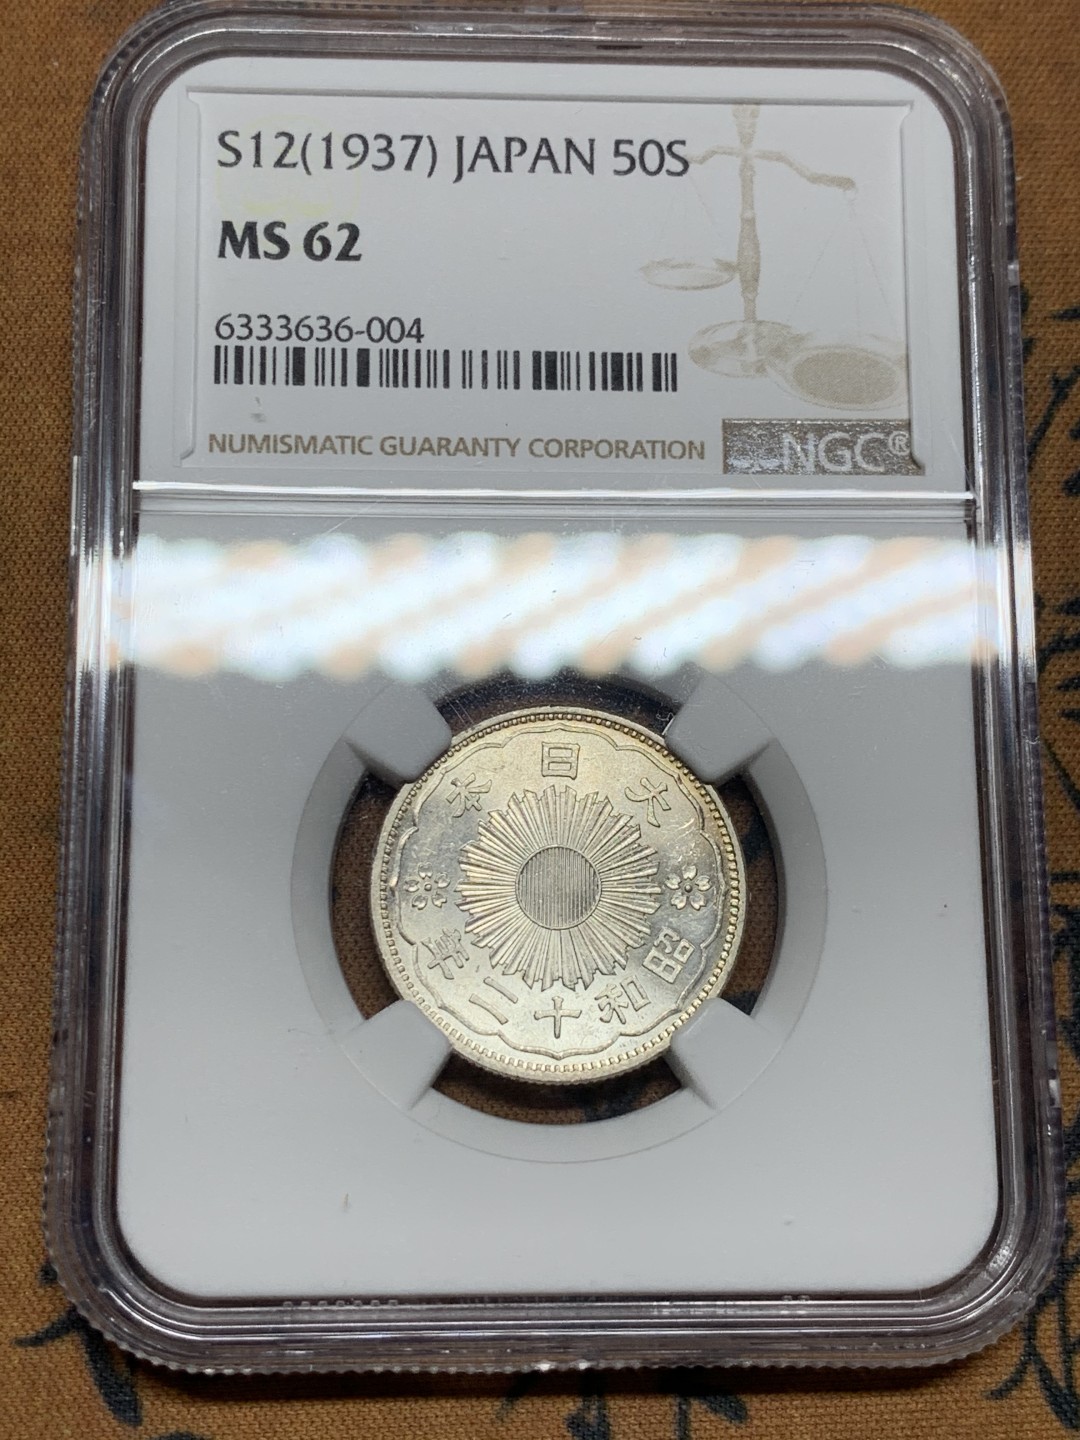 S12(1937) JAPAN 50S
MS 62
6333636-004
NUMISMATIC GUARANTY CORPORATION
NGC®
大日本
昭和十二年